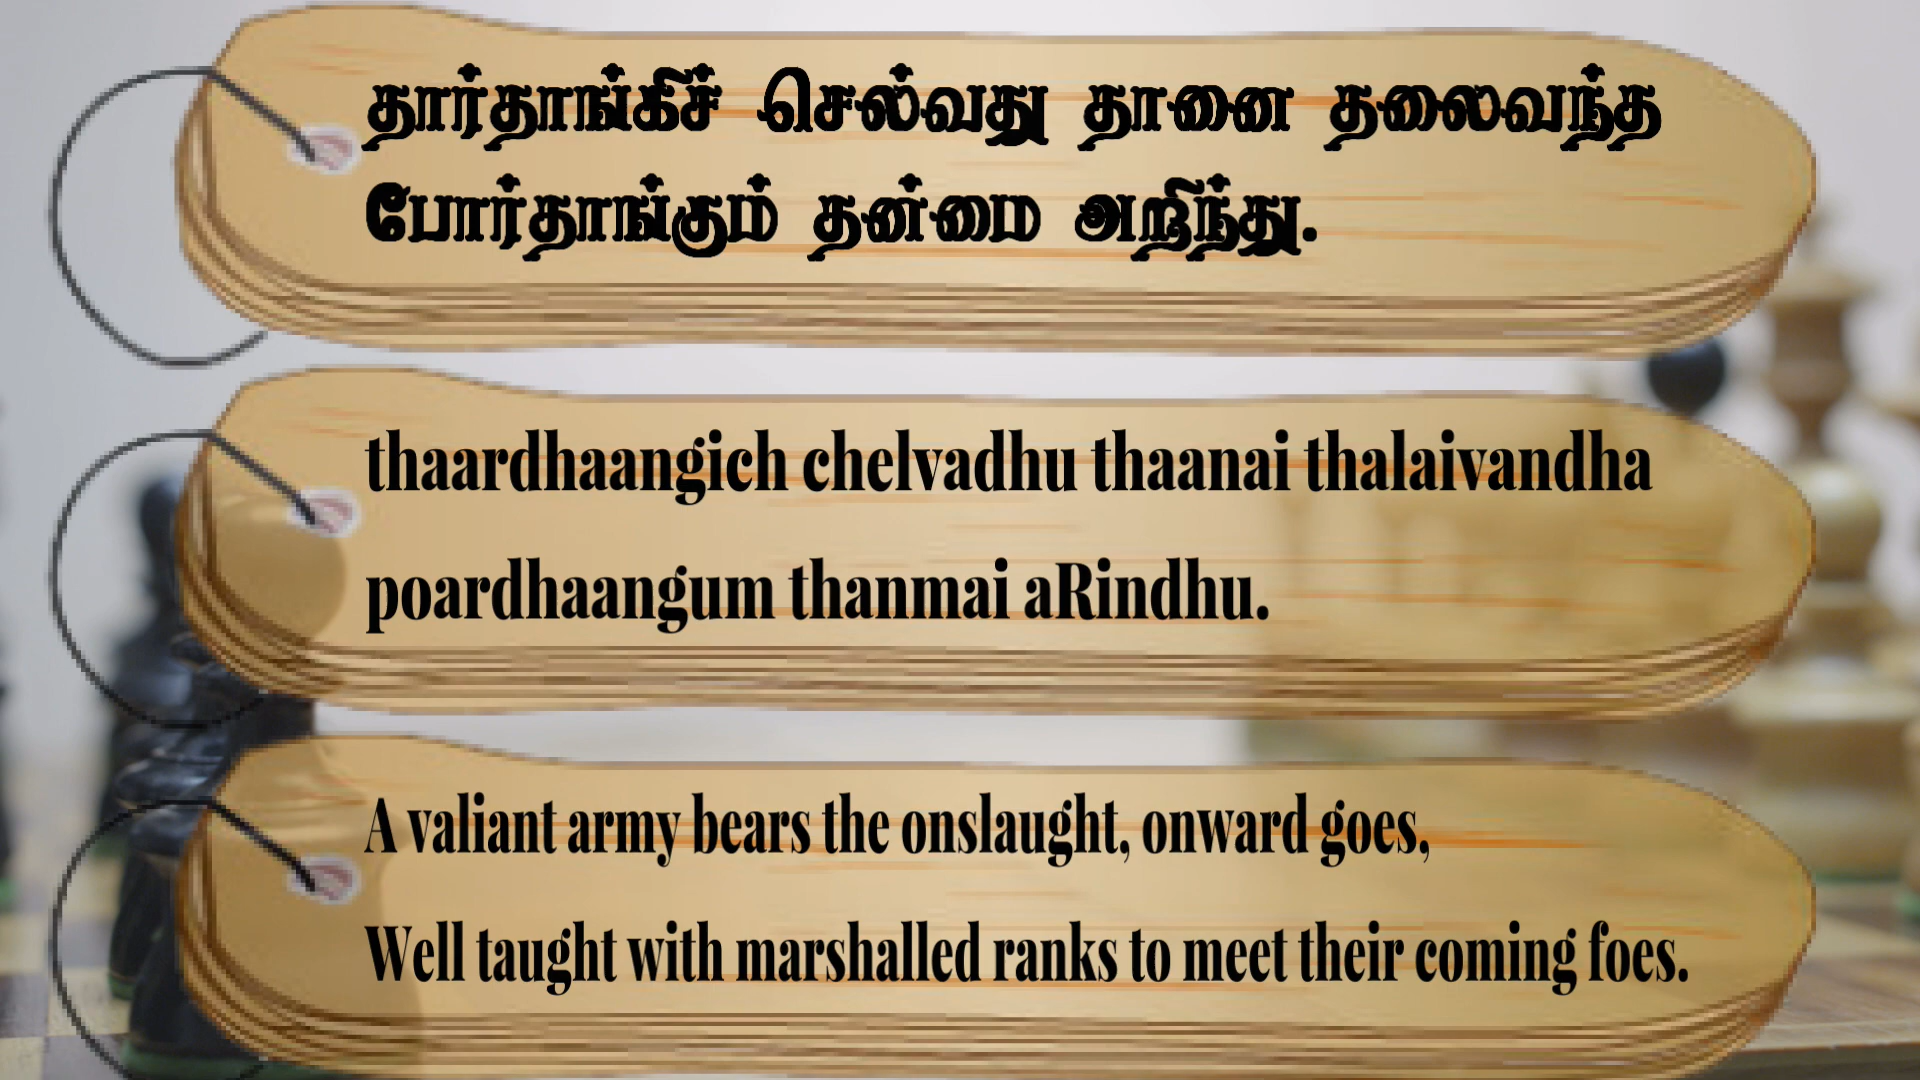 தார்தாங்கிச் செல்வது தானை தலைவந்த
போர்தாங்கும் தன்மை அறிந்து.
thaardhaangich chelvadhu thaanai thalaivandha
poardhaangum thanmai aRindhu.
A valiant army bears the onslaught, onward goes,
Well taught with marshalled ranks to meet their coming foes.